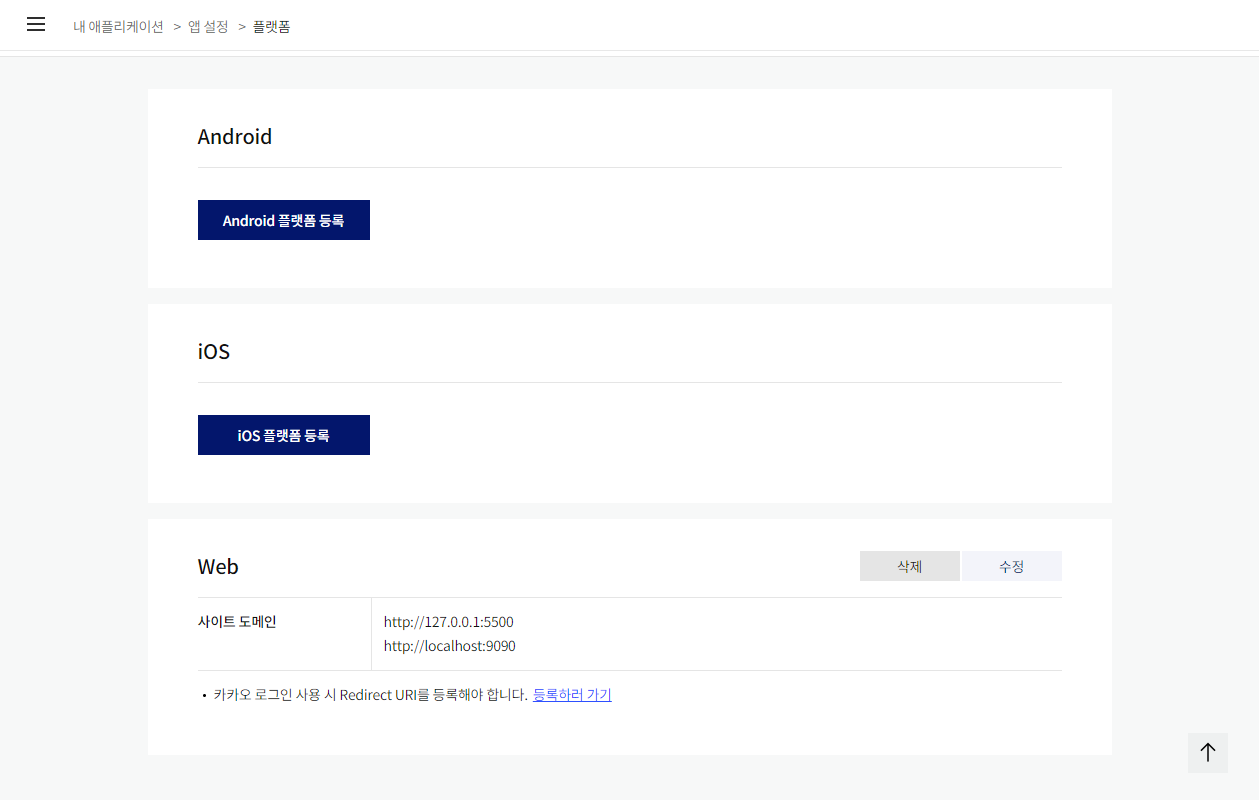 내 애플리케이션 > 앱 설정 > 플랫폼
Android
Android 플랫폼 등록
iOS
iOS 플랫폼 등록
Web
삭제
수정
사이트 도메인
http://127.0.0.1:5500
http://localhost:9090
• 카카오 로그인 사용 시 Redirect URI를 등록해야 합니다. 등록하러 가기